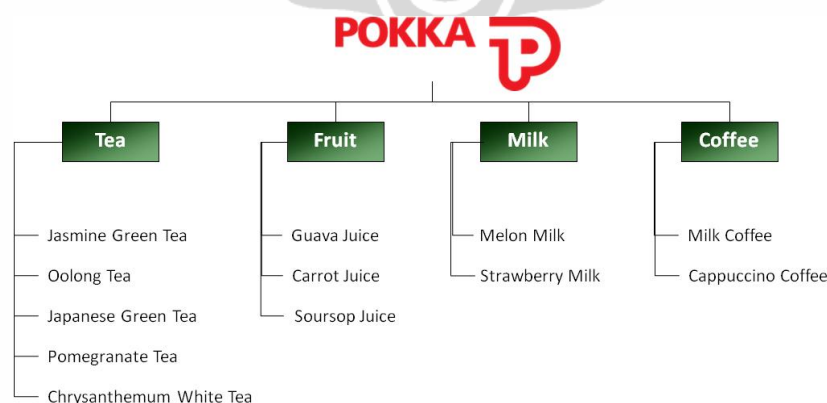 POKKA
Tea
Fruit
Milk
Coffee
Jasmine Green Tea
Oolong Tea
Japanese Green Tea
Pomegranate Tea
Chrysanthemum White Tea
Guava Juice
Carrot Juice
Soursop Juice
Melon Milk
Strawberry Milk
Milk Coffee
Cappuccino Coffee